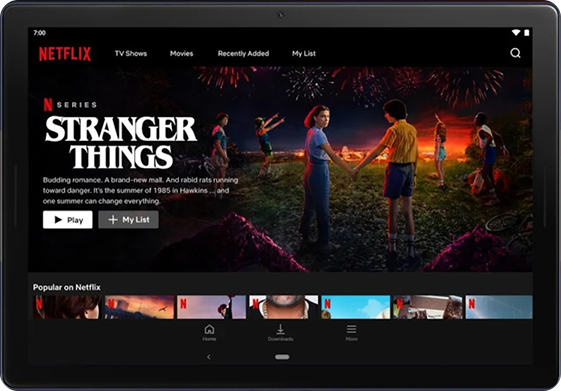 7:00
NETFLIX TV Shows Movies Recently Added My List
N SERIES
STRANGER
THINGS
Budding romance. A brand-new mall. And rabid rats running
toward danger. It's the summer of 1985 in Hawkins ... and
one summer can change everything.
Play My List
Popular on Netflix
N N N N N N N
Home Downloads More